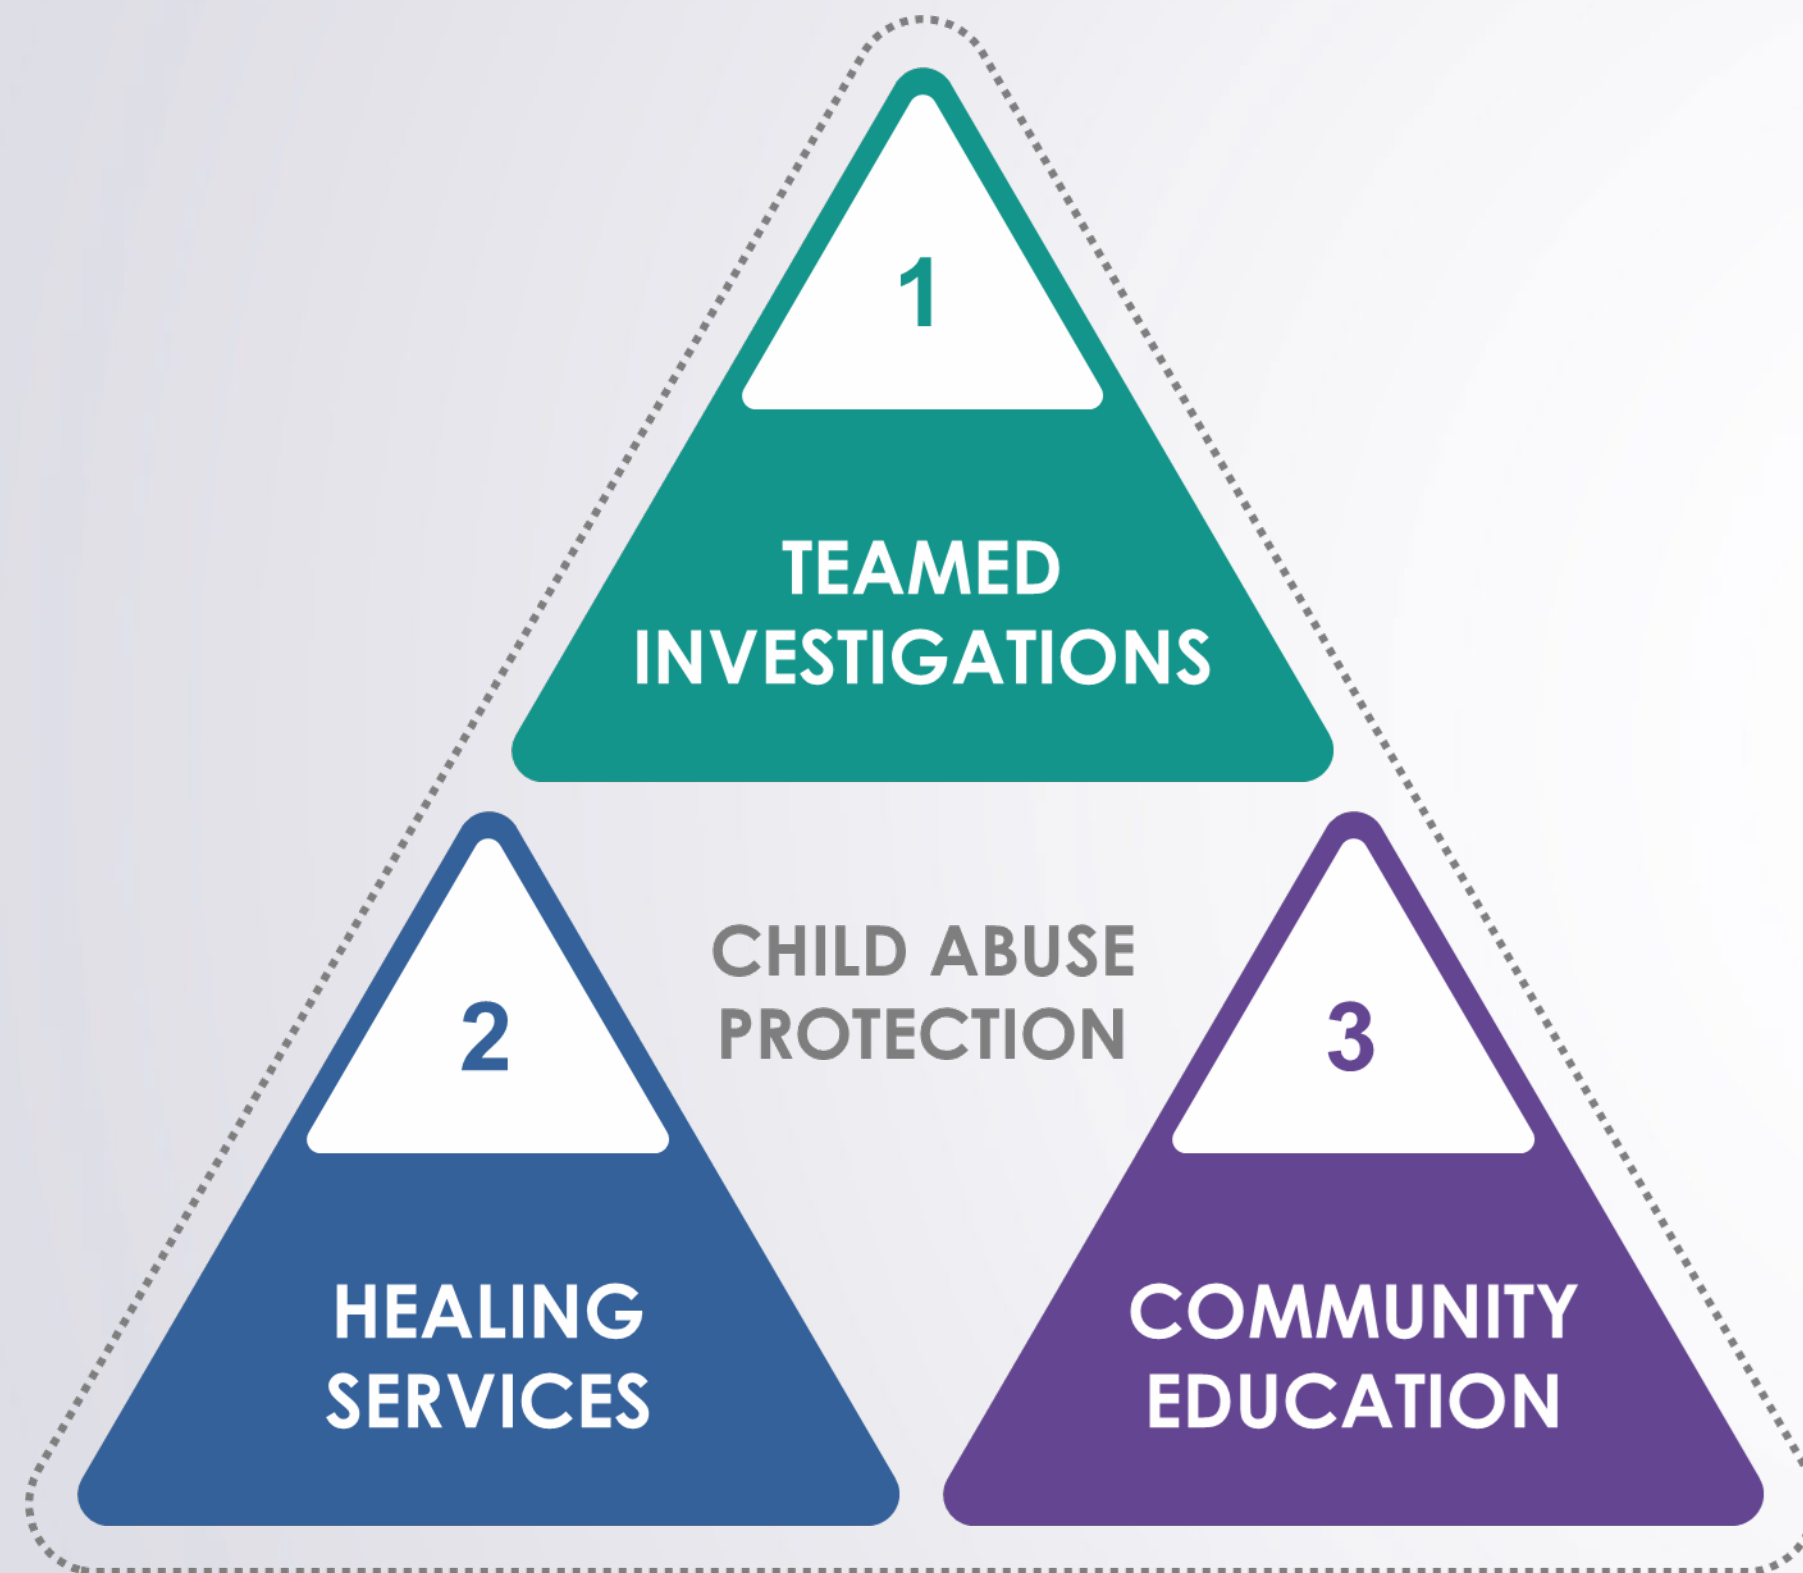 1
TEAMED
INVESTIGATIONS
CHILD ABUSE
PROTECTION
2
HEALING
SERVICES
3
COMMUNITY
EDUCATION